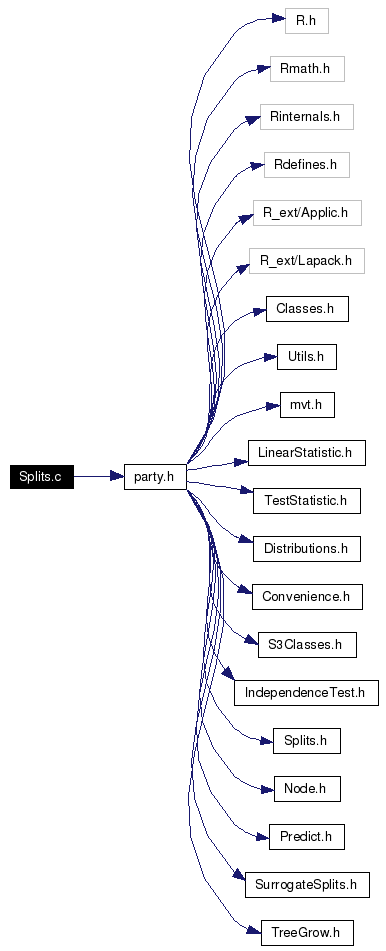 R.h
Rmath.h
Rinternals.h
Rdefines.h
R_ext/Applic.h
R_ext/Lapack.h
Classes.h
Utils.h
mvt.h
LinearStatistic.h
Splits.c
party.h
TestStatistic.h
Distributions.h
Convenience.h
S3Classes.h
IndependenceTest.h
Splits.h
Node.h
Predict.h
SurrogateSplits.h
TreeGrow.h